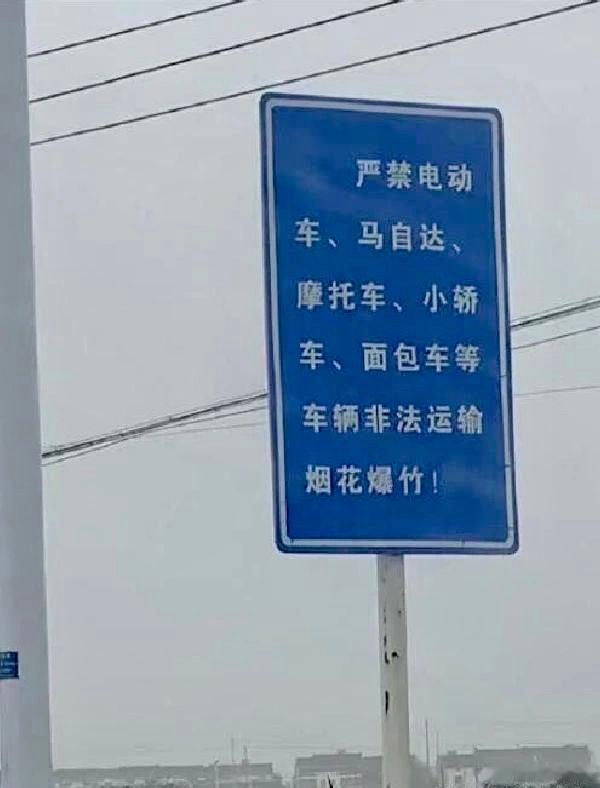 严禁电动
车、马自达、
摩托车、小轿
车、面包车等
车辆非法运输
烟花爆竹！